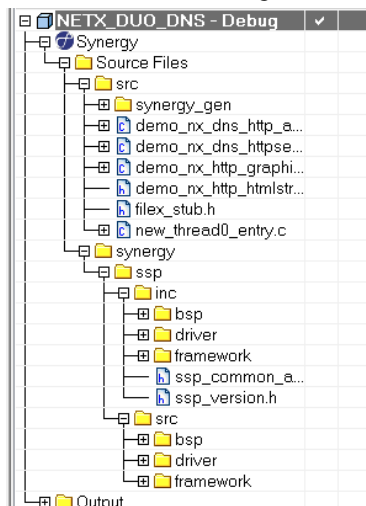 NETX_DUO_DNS - Debug
Synergy
Source Files
src
synergy_gen
demo_nx_dns_http_a...
demo_nx_dns_httpse...
demo_nx_http_graphi...
demo_nx_http_htmlstr...
filex_stub.h
new_thread0_entry.c
synergy
ssp
inc
bsp
driver
framework
ssp_common_a...
ssp_version.h
src
bsp
driver
framework
Output